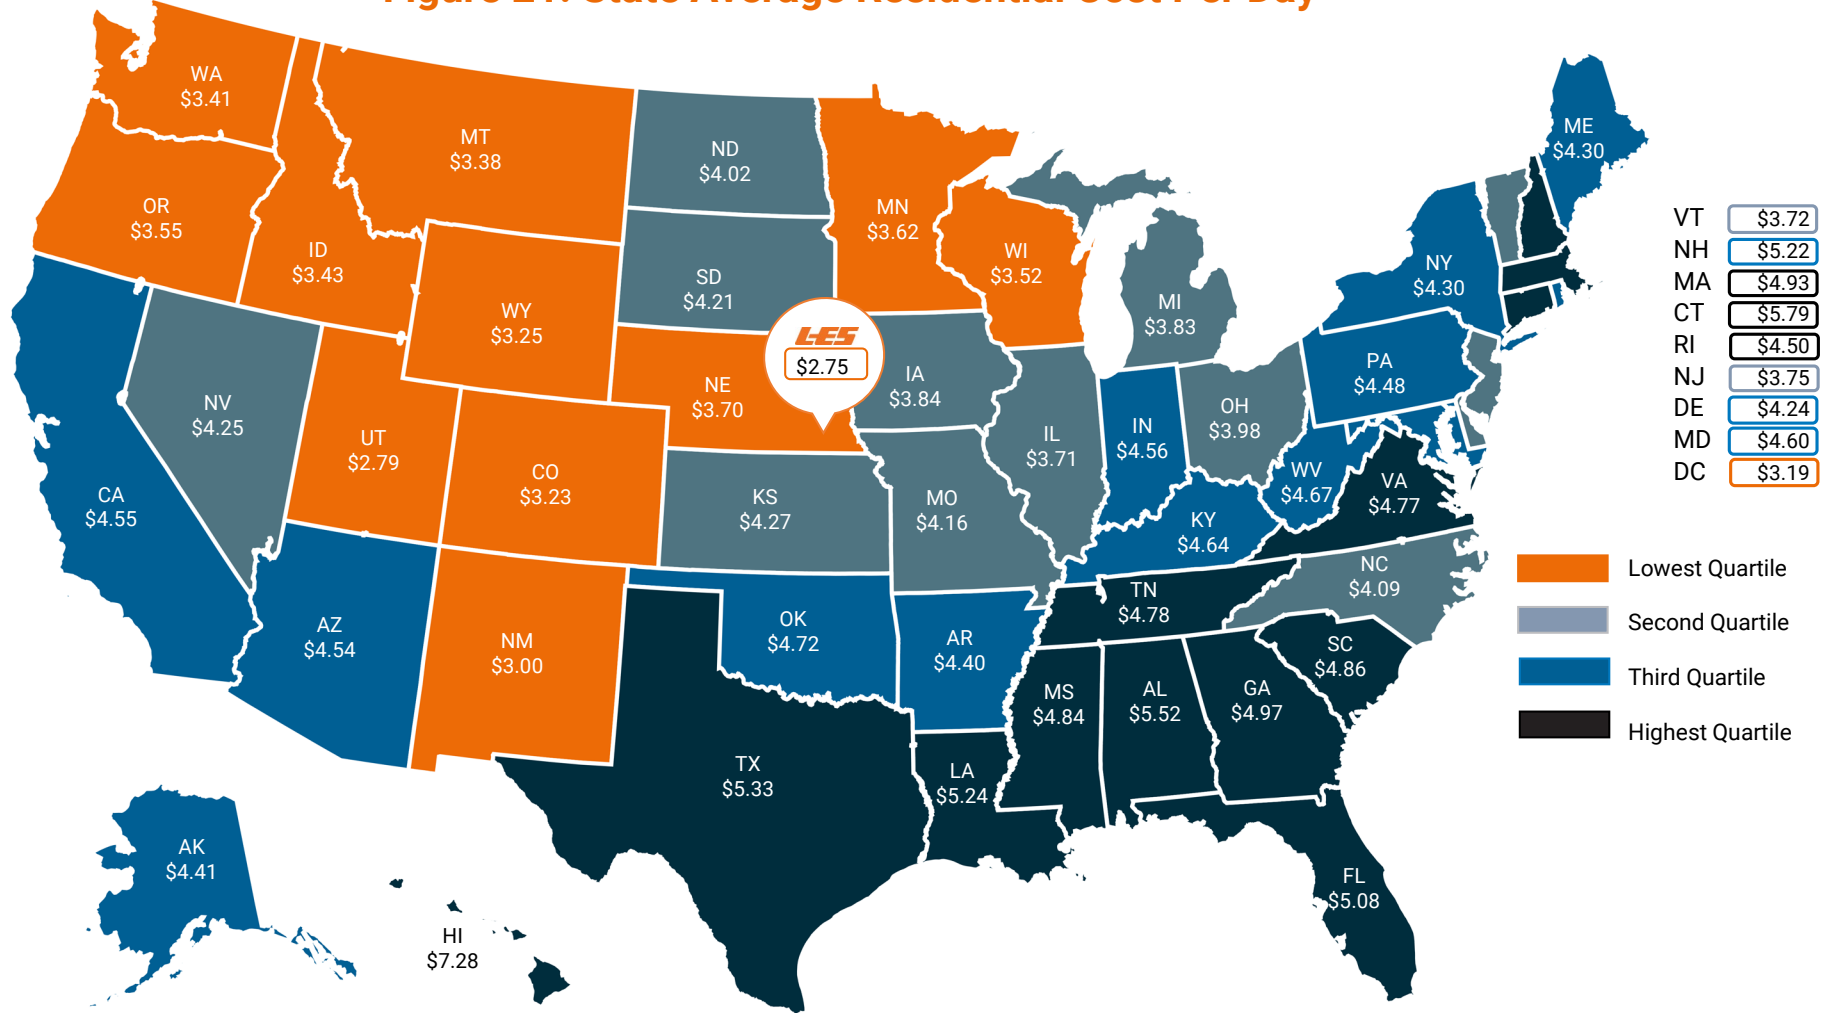 Figure 21: State Average Residential Cost Per Day
WA
$3.41
MT
$3.38
ND
$4.02
ME
$4.30
OR
$3.55
ID
$3.43
MN
$3.62
WI
$3.52
SD
$4.21
WY
$3.25
MI
$3.83
NY
$4.30
VT $3.72
NH $5.22
MA $4.93
CT $5.79
RI $4.50
NJ $3.75
DE $4.24
MD $4.60
DC $3.19
LES
$2.75
NE
$3.70
IA
$3.84
PA
$4.48
NV
$4.25
UT
$2.79
CO
$3.23
IL
$3.71
IN
$4.56
OH
$3.98
CA
$4.55
KS
$4.27
MO
$4.16
WV
$4.67
VA
$4.77
KY
$4.64
NC
$4.09
TN
$4.78
AZ
$4.54
NM
$3.00
OK
$4.72
AR
$4.40
SC
$4.86
MS
$4.84
AL
$5.52
GA
$4.97
TX
$5.33
LA
$5.24
AK
$4.41
HI
$7.28
FL
$5.08
Lowest Quartile
Second Quartile
Third Quartile
Highest Quartile